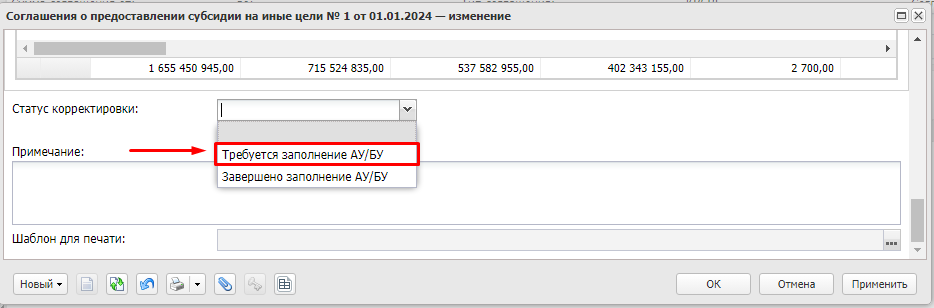 Соглашения о предоставлении субсидии на иные цели № 1 от 01.01.2024 — изменение
1 655 450 945,00 715 524 835,00 537 582 955,00 402 343 155,00 2 700,00
Статус корректировки:
Требуется заполнение АУ/БУ
Примечание:
Завершено заполнение АУ/БУ
Шаблон для печати:
...
Новый ОК Отмена Применить